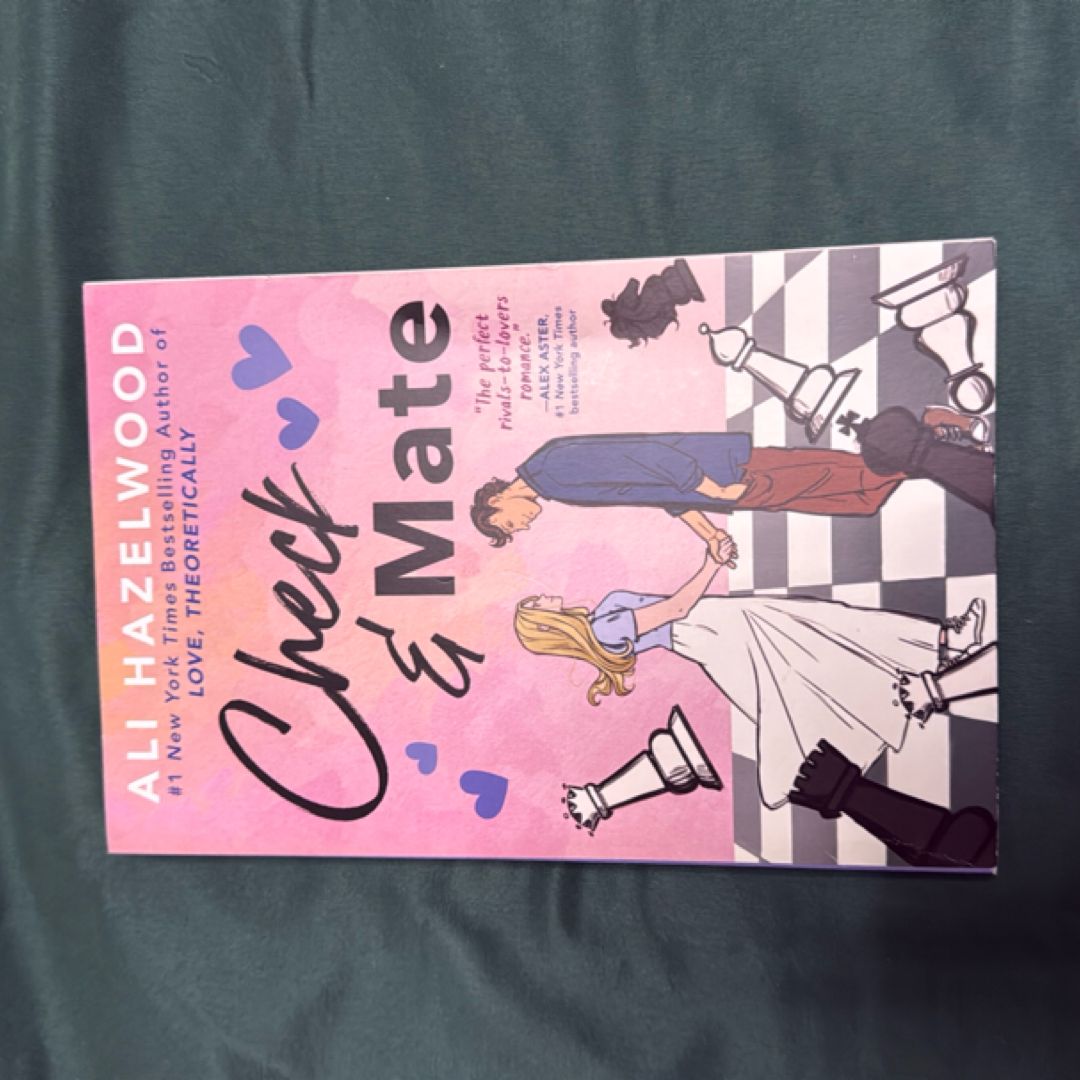 ALI HAZELWOOD
#1 New York Times Bestselling Author of
LOVE, THEORETICALLY
Check
& Mate
"The perfect
rivals-to-lovers
romance."
—ALEX ASTER,
#1 New York Times
bestselling author